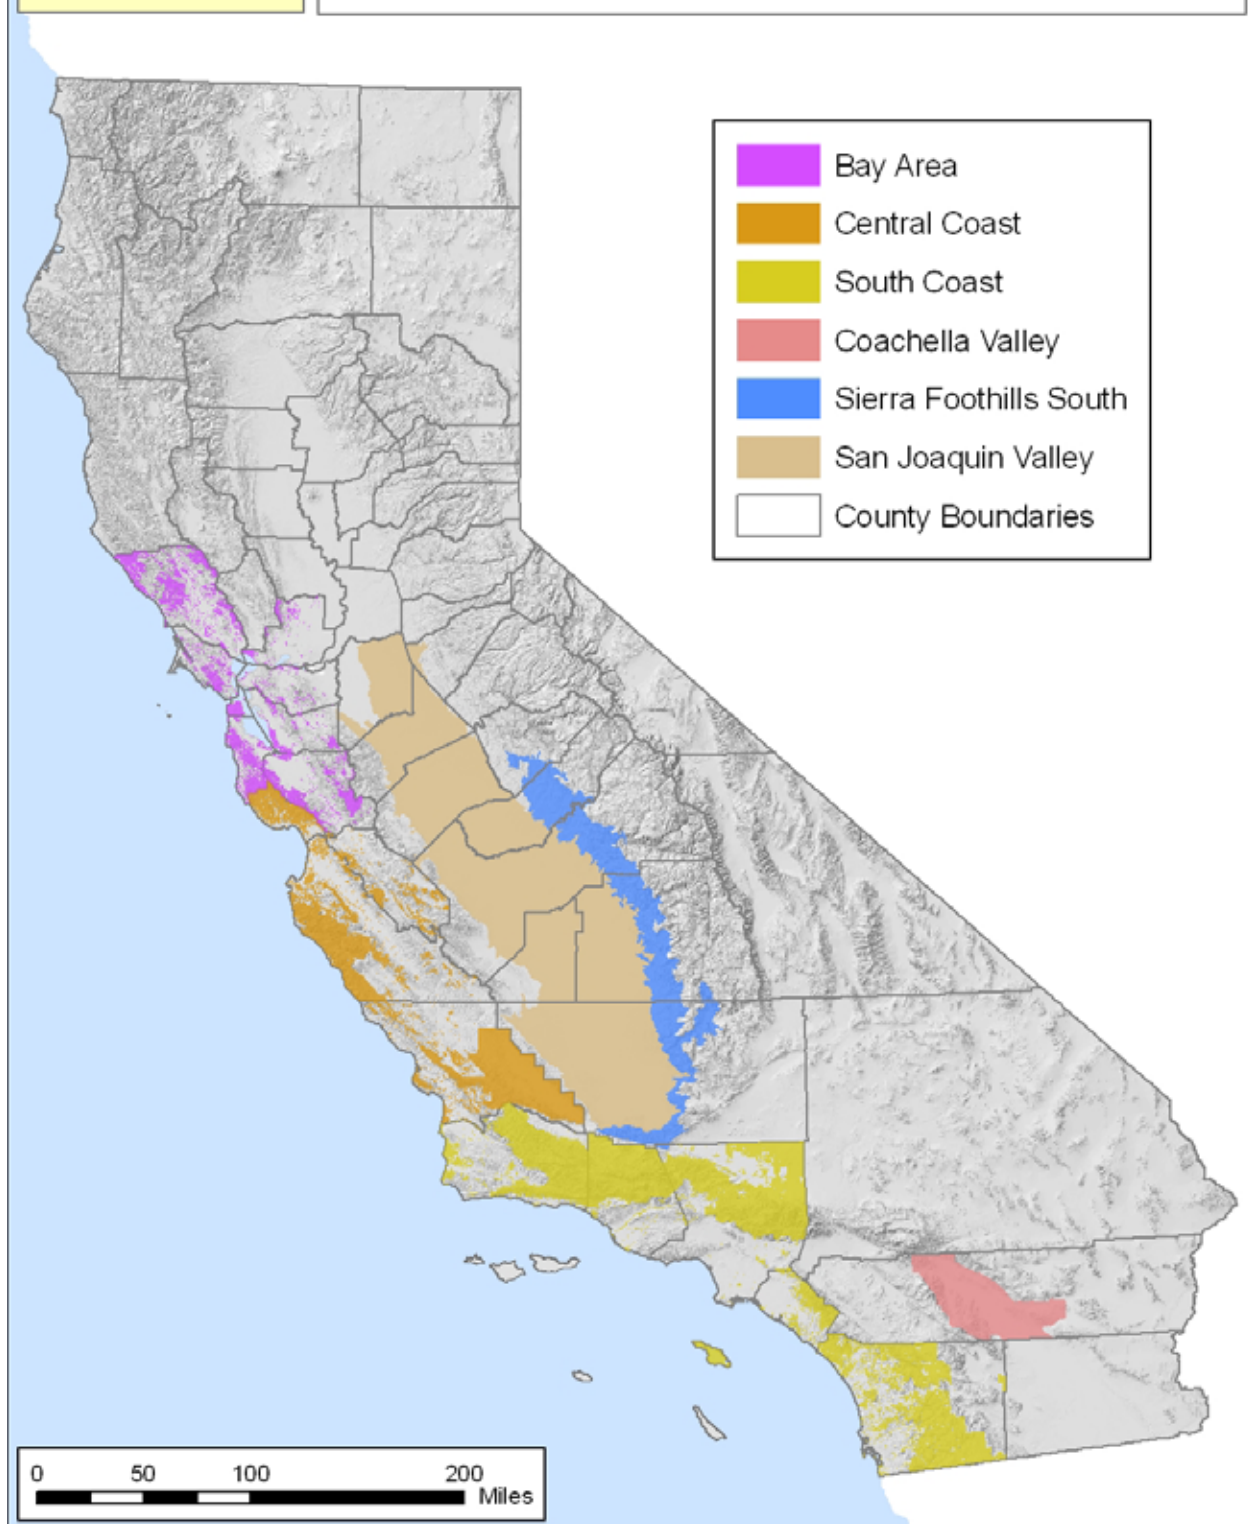 Bay Area
Central Coast
South Coast
Coachella Valley
Sierra Foothills South
San Joaquin Valley
County Boundaries
0 50 100 200
Miles